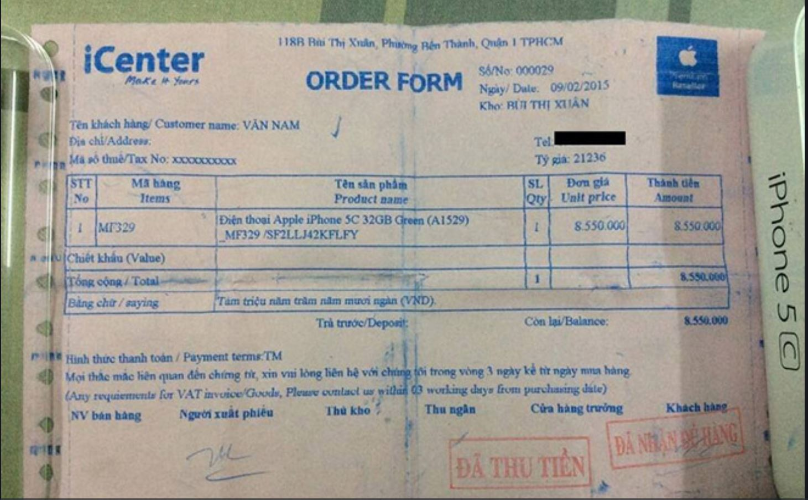 iCenter
Make it Yours
118B Bùi Thị Xuân, Phường Bến Thành, Quận 1 TPHCM
ORDER FORM
Số/No: 000029
Ngày/ Date: 09/02/2015
Kho: BÙI THỊ XUÂN
Premium
Reseller
Tên khách hàng/ Customer name: VĂN NAM
Địa chỉ/Address:
Tel:
Mã số thuế/Tax No: xxxxxxxxxx
Tỷ giá: 21236
STT No Mã hàng Items Tên sản phẩm Product name SL Qty Đơn giá Unit price Thành tiền Amount
1 MF329 Điện thoại Apple iPhone 5C 32GB Green (A1529) 1 8.550.000 8.550.000
_MF329 /SF2LLJ42KFLFY
Chiết khấu (Value)
Tổng cộng / Total 1 8.550.000
Bằng chữ / saying Tám triệu năm trăm năm mươi ngàn (VND).
Trả trước/Deposit: Còn lại/Balance: 8.550.000
Hình thức thanh toán / Payment terms:TM
Mọi thắc mắc liên quan đến chứng từ, xin vui lòng liên hệ với chúng tôi trong vòng 3 ngày kể từ ngày mua hàng.
(Any requiements for VAT invoice/Goods, Please contact us within 03 working days from purchasing date)
NV bán hàng Người xuất phiếu Thủ kho Thu ngân Cửa hàng trưởng Khách hàng
ĐÃ THU TIỀN
ĐÃ NHẬN ĐỦ HÀNG
iPhone 5C